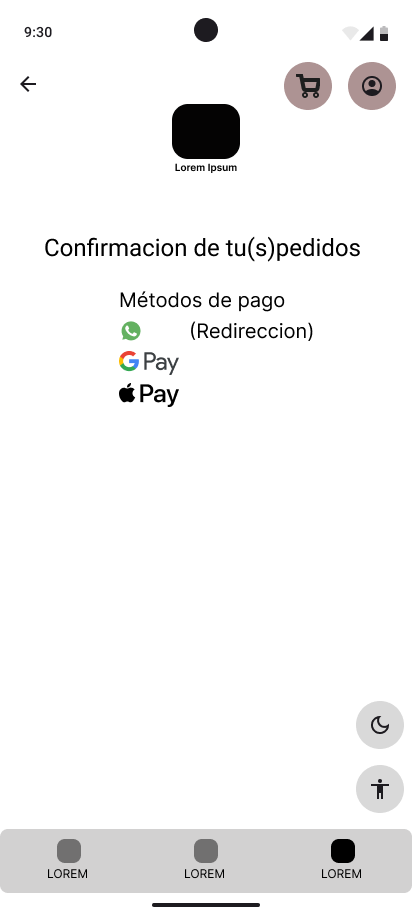 9:30
Lorem Ipsum
Confirmacion de tu(s)pedidos
Métodos de pago
(Redireccion)
G Pay
Pay
LOREM LOREM LOREM